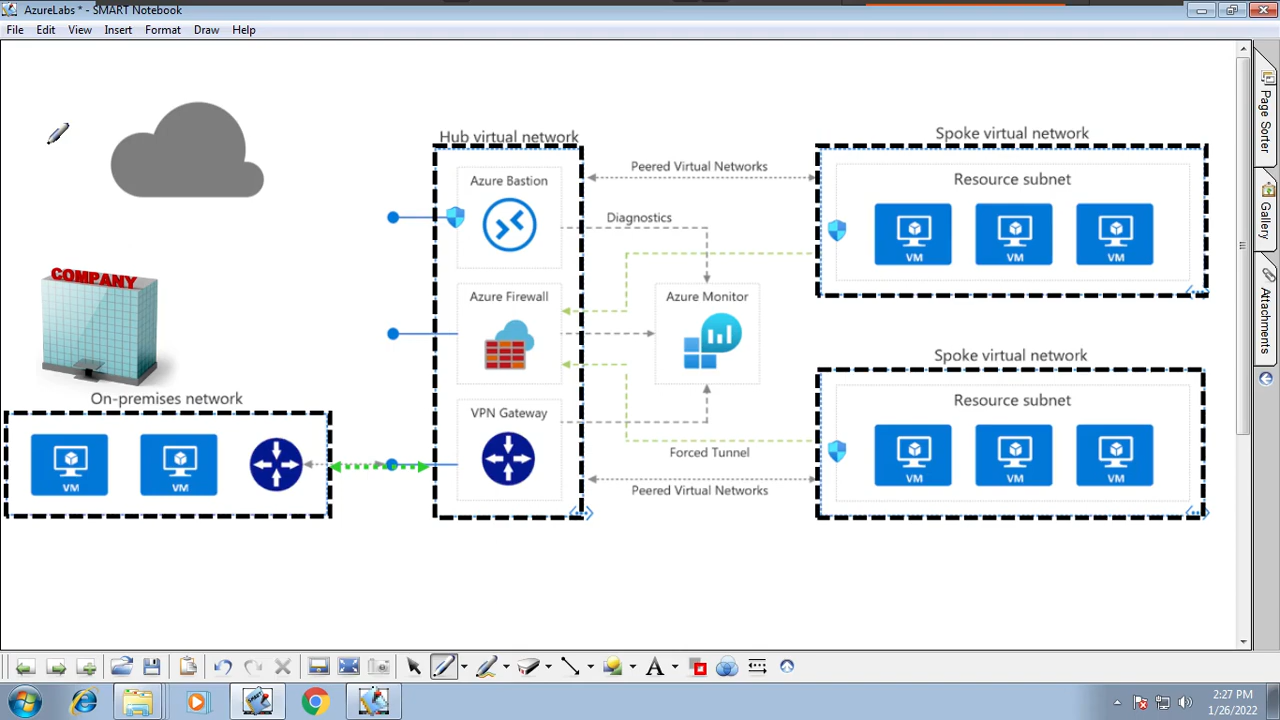 AzureLabs * - SMART Notebook
File Edit View Insert Format Draw Help
Hub virtual network
Spoke virtual network
Azure Bastion
Peered Virtual Networks
Resource subnet
Diagnostics
VM VM VM
COMPANY
Azure Firewall
Azure Monitor
Spoke virtual network
On-premises network
Resource subnet
VPN Gateway
Forced Tunnel
VM VM
VM VM VM
Peered Virtual Networks
Page Sorter
Gallery
Attachments
A
2:27 PM
1/26/2022